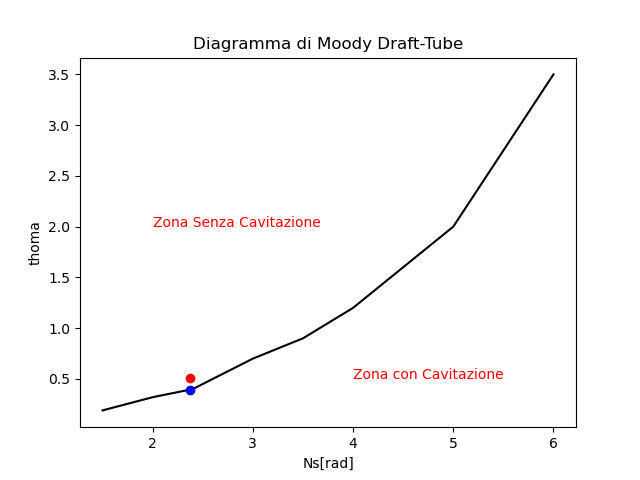 Diagramma di Moody Draft-Tube
3.5
3.0
2.5
2.0
1.5
1.0
0.5
thoma
Zona Senza Cavitazione
Zona con Cavitazione
2 3 4 5 6
Ns[rad]